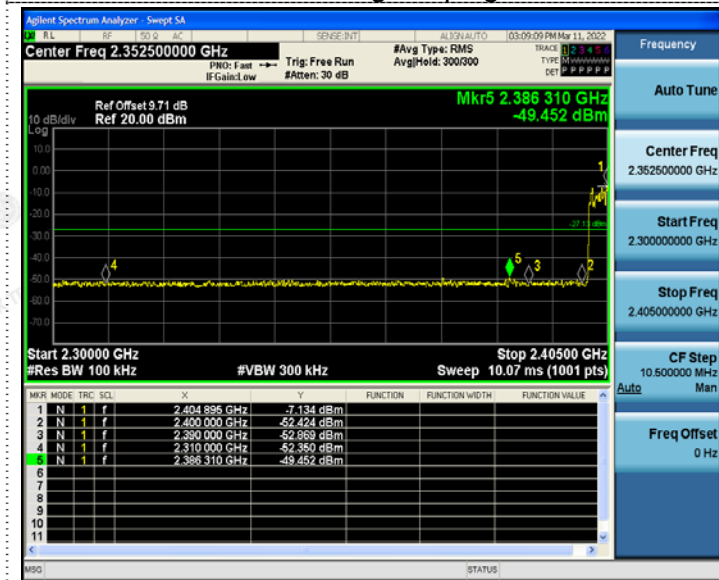 Agilent Spectrum Analyzer - Swept SA
RL RF 50 Ω AC SENSE:INT ALIGN AUTO 03:09:09 PM Mar 11, 2022
Center Freq 2.352500000 GHz #Avg Type: RMS TRACE 1 2 3 4 5 6
PNO: Fast Trig: Free Run Avg|Hold: 300/300 TYPE
IFGain:Low #Atten: 30 dB DET P P P P P P
Mkr5 2.386 310 GHz
Ref Offset 9.71 dB
10 dB/div Ref 20.00 dBm -49.452 dBm
Log
10.0
0.00
-10.0
-20.0
-27.13 dBm
-30.0
-40.0
-50.0
-60.0
-70.0
1
4
5
3
2
Start 2.30000 GHz Stop 2.40500 GHz
#Res BW 100 kHz #VBW 300 kHz Sweep 10.07 ms (1001 pts)
MKR MODE TRC SCL X Y FUNCTION FUNCTION WIDTH FUNCTION VALUE
1 N 1 f 2.404 895 GHz -7.134 dBm
2 N 1 f 2.400 000 GHz -52.424 dBm
3 N 1 f 2.390 000 GHz -52.869 dBm
4 N 1 f 2.310 000 GHz -52.350 dBm
5 N 1 f 2.386 310 GHz -49.452 dBm
6
7
8
9
10
11
MSG STATUS
Frequency
Auto Tune
Center Freq
2.352500000 GHz
Start Freq
2.300000000 GHz
Stop Freq
2.405000000 GHz
CF Step
10.500000 MHz
Auto Man
Freq Offset
0 Hz